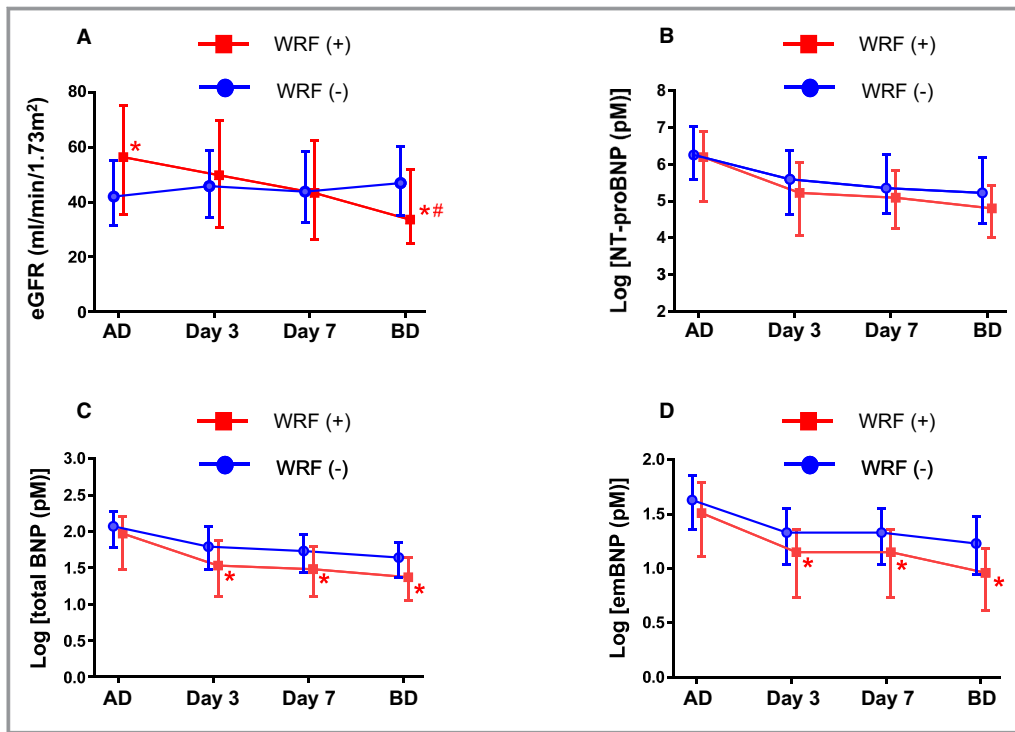 A
WRF (+)
WRF (-)
eGFR (ml/min/1.73m²)
80
60
40
20
0
*
*#
AD Day 3 Day 7 BD
B
WRF (+)
WRF (-)
Log [NT-proBNP (pM)]
8
7
6
5
4
3
2
AD Day 3 Day 7 BD
C
WRF (+)
WRF (-)
Log [total BNP (pM)]
3.0
2.5
2.0
1.5
1.0
0.5
0.0
* * *
AD Day 3 Day 7 BD
D
WRF (+)
WRF (-)
Log [emBNP (pM)]
2.0
1.5
1.0
0.5
0.0
* * *
AD Day 3 Day 7 BD